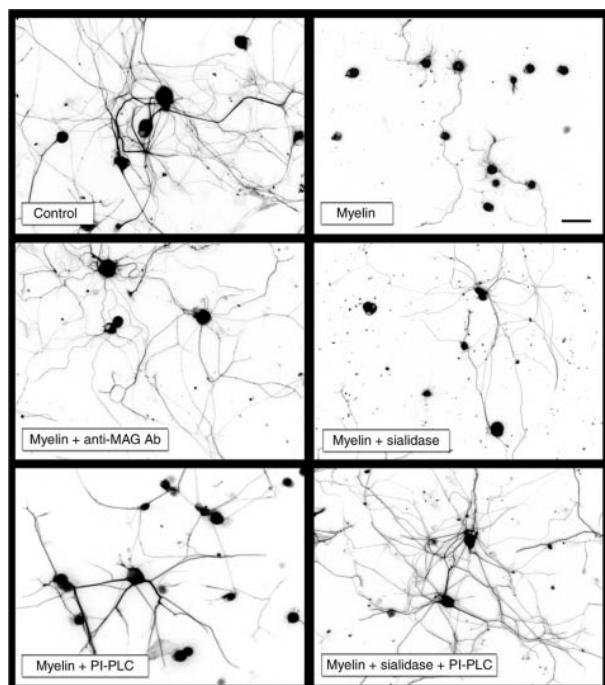 Control
Myelin
Myelin + anti-MAG Ab
Myelin + sialidase
Myelin + PI-PLC
Myelin + sialidase + PI-PLC